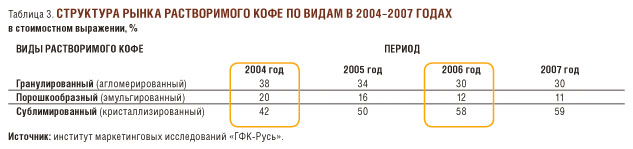 Таблица 3. СТРУКТУРА РЫНКА РАСТВОРИМОГО КОФЕ ПО ВИДАМ В 2004-2007 ГОДАХ
в стоимостном выражении, %
ВИДЫ РАСТВОРИМОГО КОФЕ ПЕРИОД
2004 год 2005 год 2006 год 2007 год
Гранулированный (агломерированный) 38 34 30 30
Порошкообразный (эмульгированный) 20 16 12 11
Сублимированный (кристаллизированный) 42 50 58 59
Источник: институт маркетинговых исследований «ГФК-Русь».